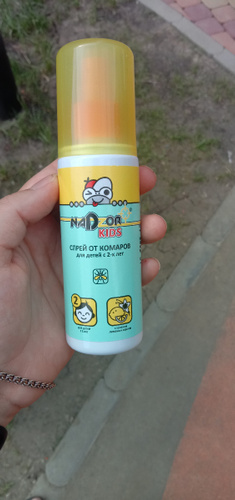 NADZOR
KIDS
СПРЕЙ ОТ КОМАРОВ
для детей с 2-х лет
2